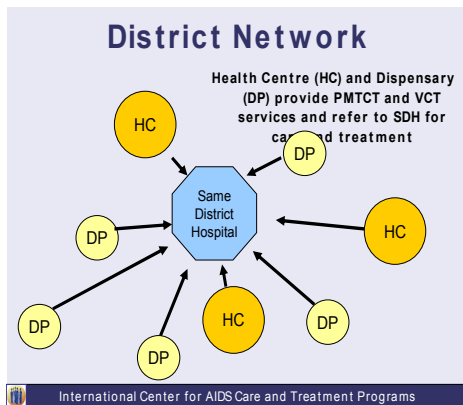 District Network
Health Centre (HC) and Dispensary
(DP) provide PMTCT and VCT
services and refer to SDH for
treatment
HC
DP
Same
District
Hospital
DP
HC
DP
HC
DP
DP
International Center for AIDS Care and Treatment Programs